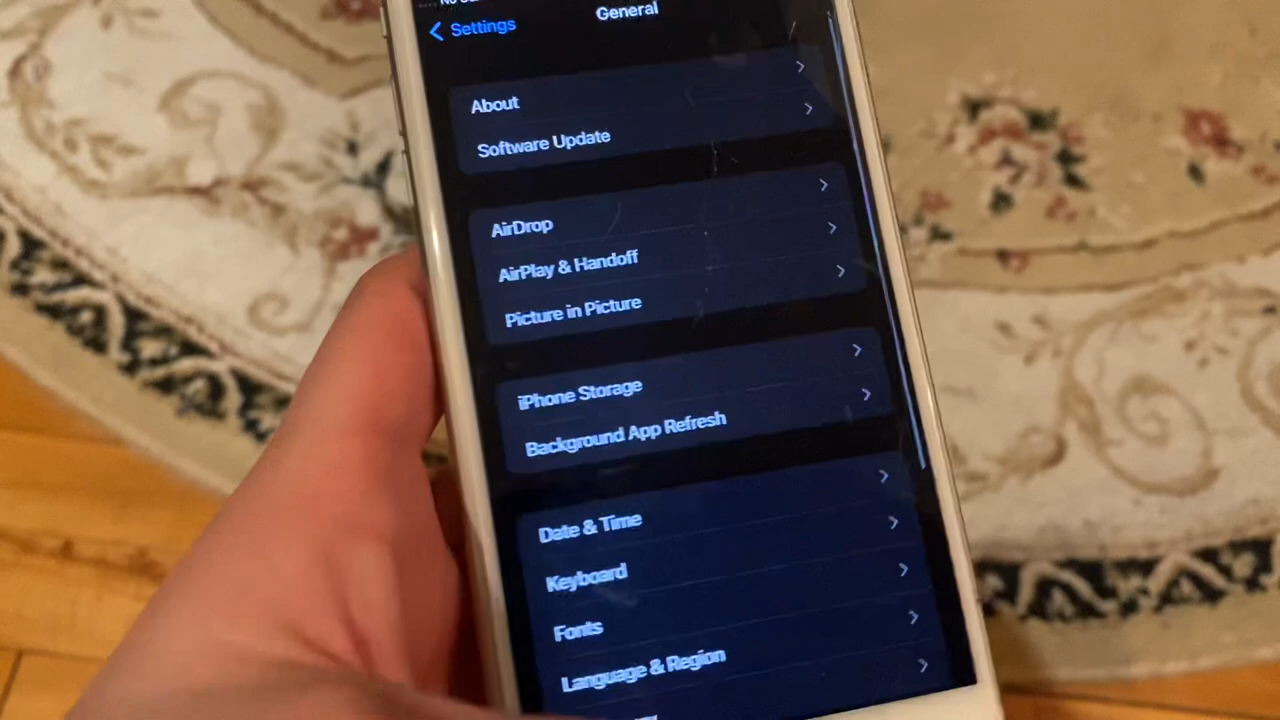 Settings
General
About
Software Update
AirDrop
AirPlay & Handoff
Picture in Picture
iPhone Storage
Background App Refresh
Date & Time
Keyboard
Fonts
Language & Region